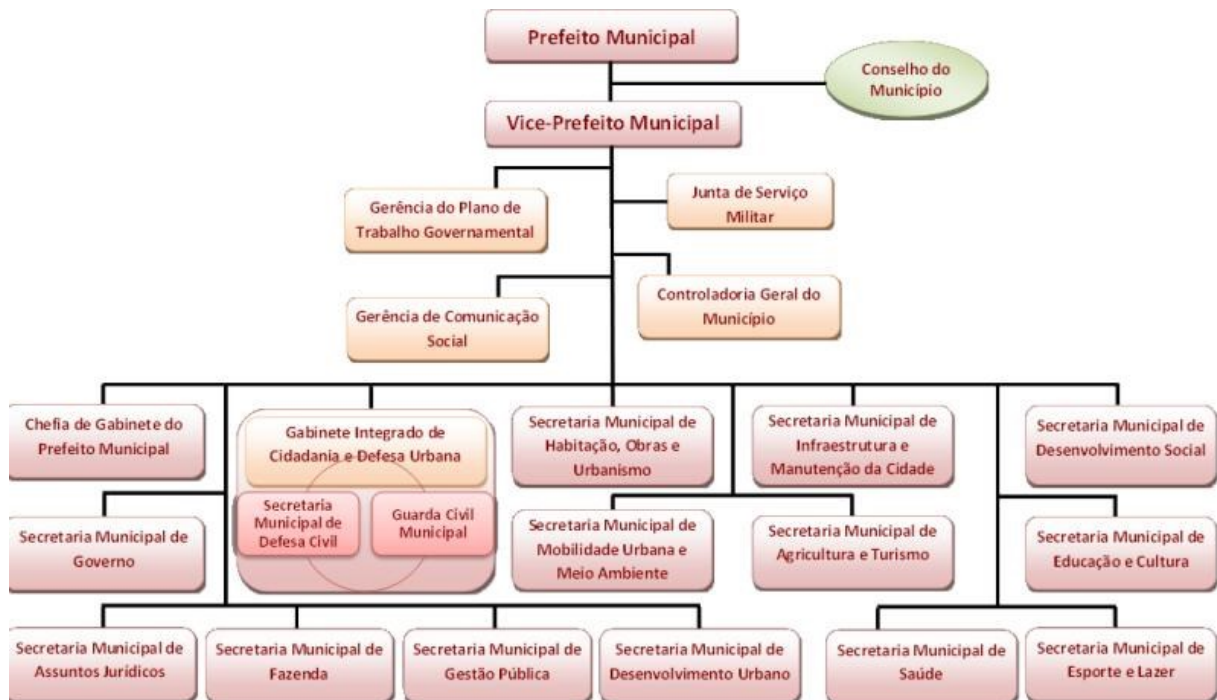 Prefeito Municipal
Conselho do
Município
Vice-Prefeito Municipal
Gerência do Plano de
Trabalho Governamental
Junta de Serviço
Militar
Gerência de Comunicação
Social
Controladoria Geral do
Município
Chefia de Gabinete do
Prefeito Municipal
Gabinete Integrado de
Cidadania e Defesa Urbana
Secretaria
Municipal de
Defesa Civil
Guarda Civil
Municipal
Secretaria Municipal de
Habitação, Obras e
Urbanismo
Secretaria Municipal de
Infraestrutura e
Manutenção da Cidade
Secretaria Municipal de
Desenvolvimento Social
Secretaria Municipal de
Governo
Secretaria Municipal de
Mobilidade Urbana e
Meio Ambiente
Secretaria Municipal de
Agricultura e Turismo
Secretaria Municipal de
Educação e Cultura
Secretaria Municipal de
Assuntos Jurídicos
Secretaria Municipal de
Fazenda
Secretaria Municipal de
Gestão Pública
Secretaria Municipal de
Desenvolvimento Urbano
Secretaria Municipal de
Saúde
Secretaria Municipal de
Esporte e Lazer